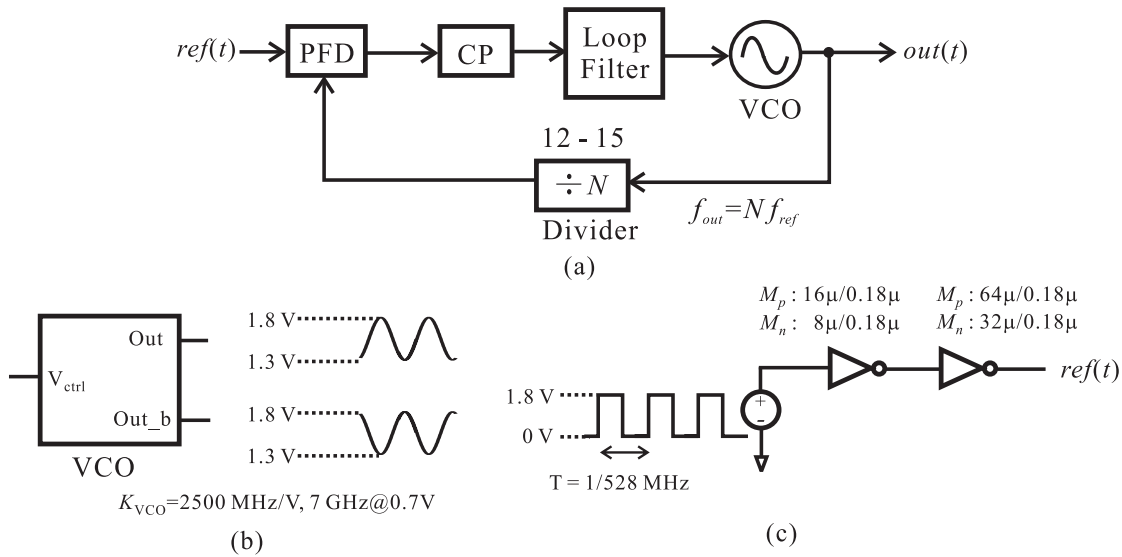 ref(t)
PFD
CP
Loop
Filter
VCO
out(t)
12 - 15
÷ N
Divider
f_out=N f_ref
(a)
V_ctrl
Out
Out_b
VCO
1.8 V
1.3 V
1.8 V
1.3 V
K_VCO=2500 MHz/V, 7 GHz@0.7V
(b)
M_p : 16μ/0.18μ
M_n : 8μ/0.18μ
M_p : 64μ/0.18μ
M_n : 32μ/0.18μ
1.8 V
0 V
+
-
ref(t)
T = 1/528 MHz
(c)